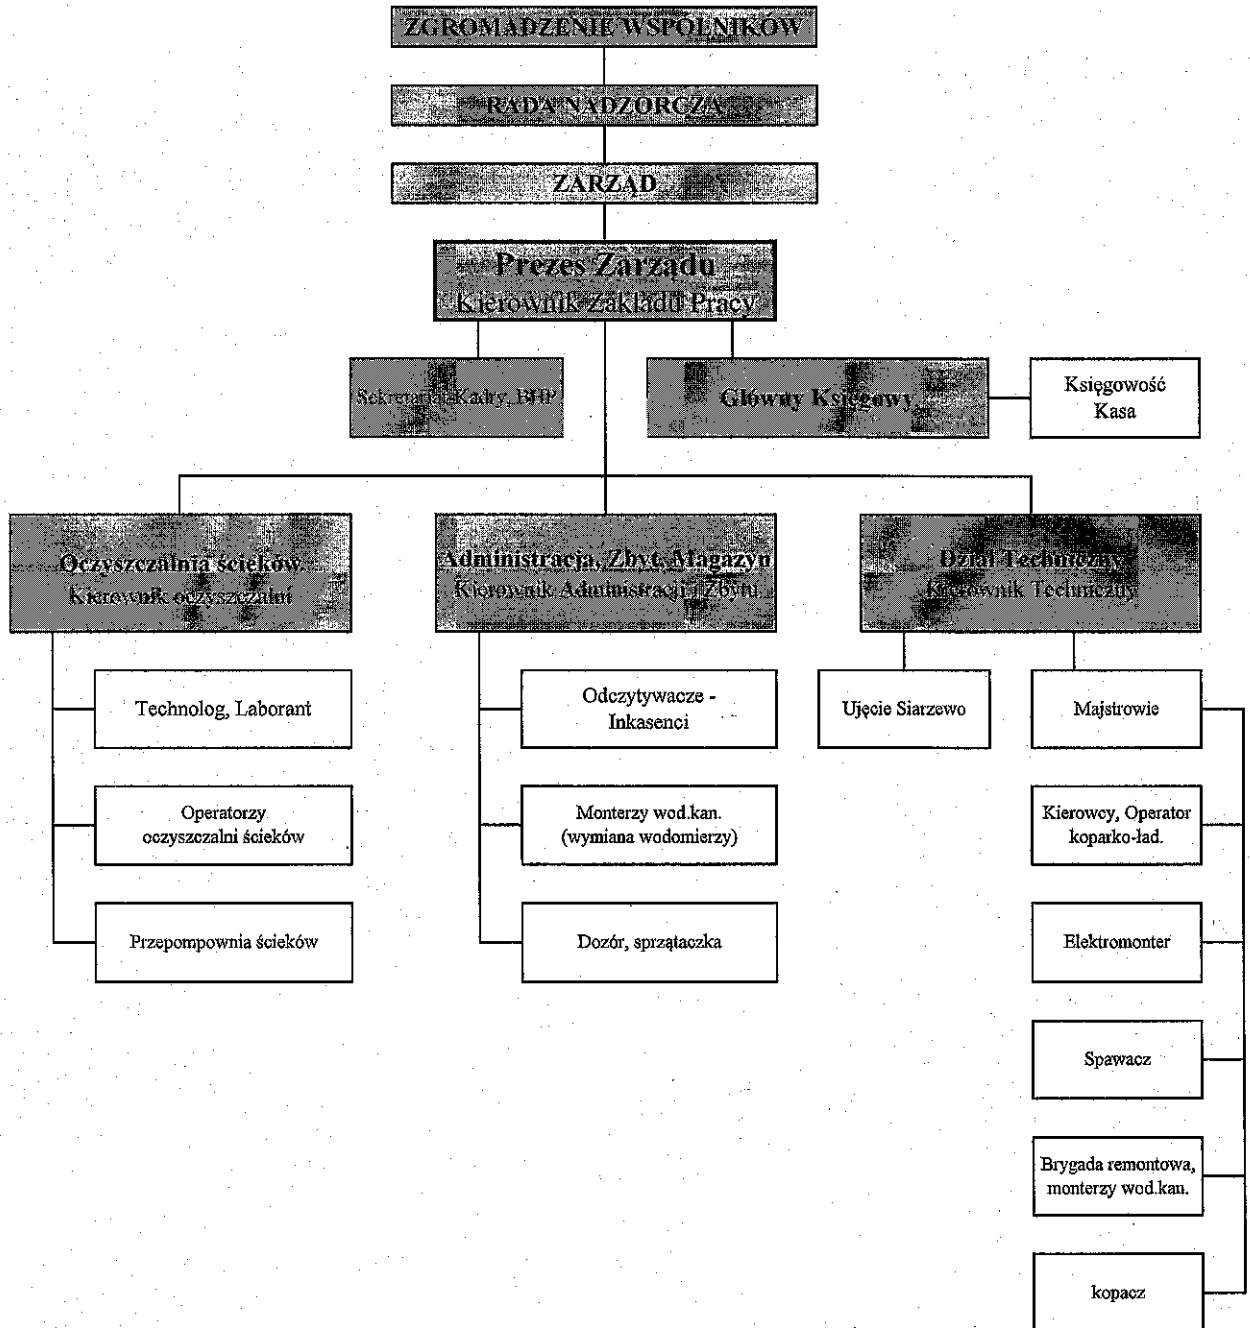 ZGROMADZENIE WSPÓLNIKÓW
RADA NADZORCZA
ZARZĄD
Prezes Zarządu
Kierownik Zakładu Pracy
Sekretariat, Kadry, BHP
Główny Księgowy
Księgowość
Kasa
Oczyszczalnia ścieków
Kierownik oczyszczalni
Administracja, Zbyt, Magazyn
Kierownik Administracji i Zbytu
Dział Techniczny
Kierownik Techniczny
Technolog, Laborant
Odczytywacze -
Inkasenci
Ujęcie Siarzewo
Majstrowie
Operatorzy
oczyszczalni ścieków
Monterzy wod.kan.
(wymiana wodomierzy)
Kierowcy, Operator
koparko-ład.
Przepompownia ścieków
Dozór, sprzątaczka
Elektromonter
Spawacz
Brygada remontowa,
monterzy wod.kan.
kopacz